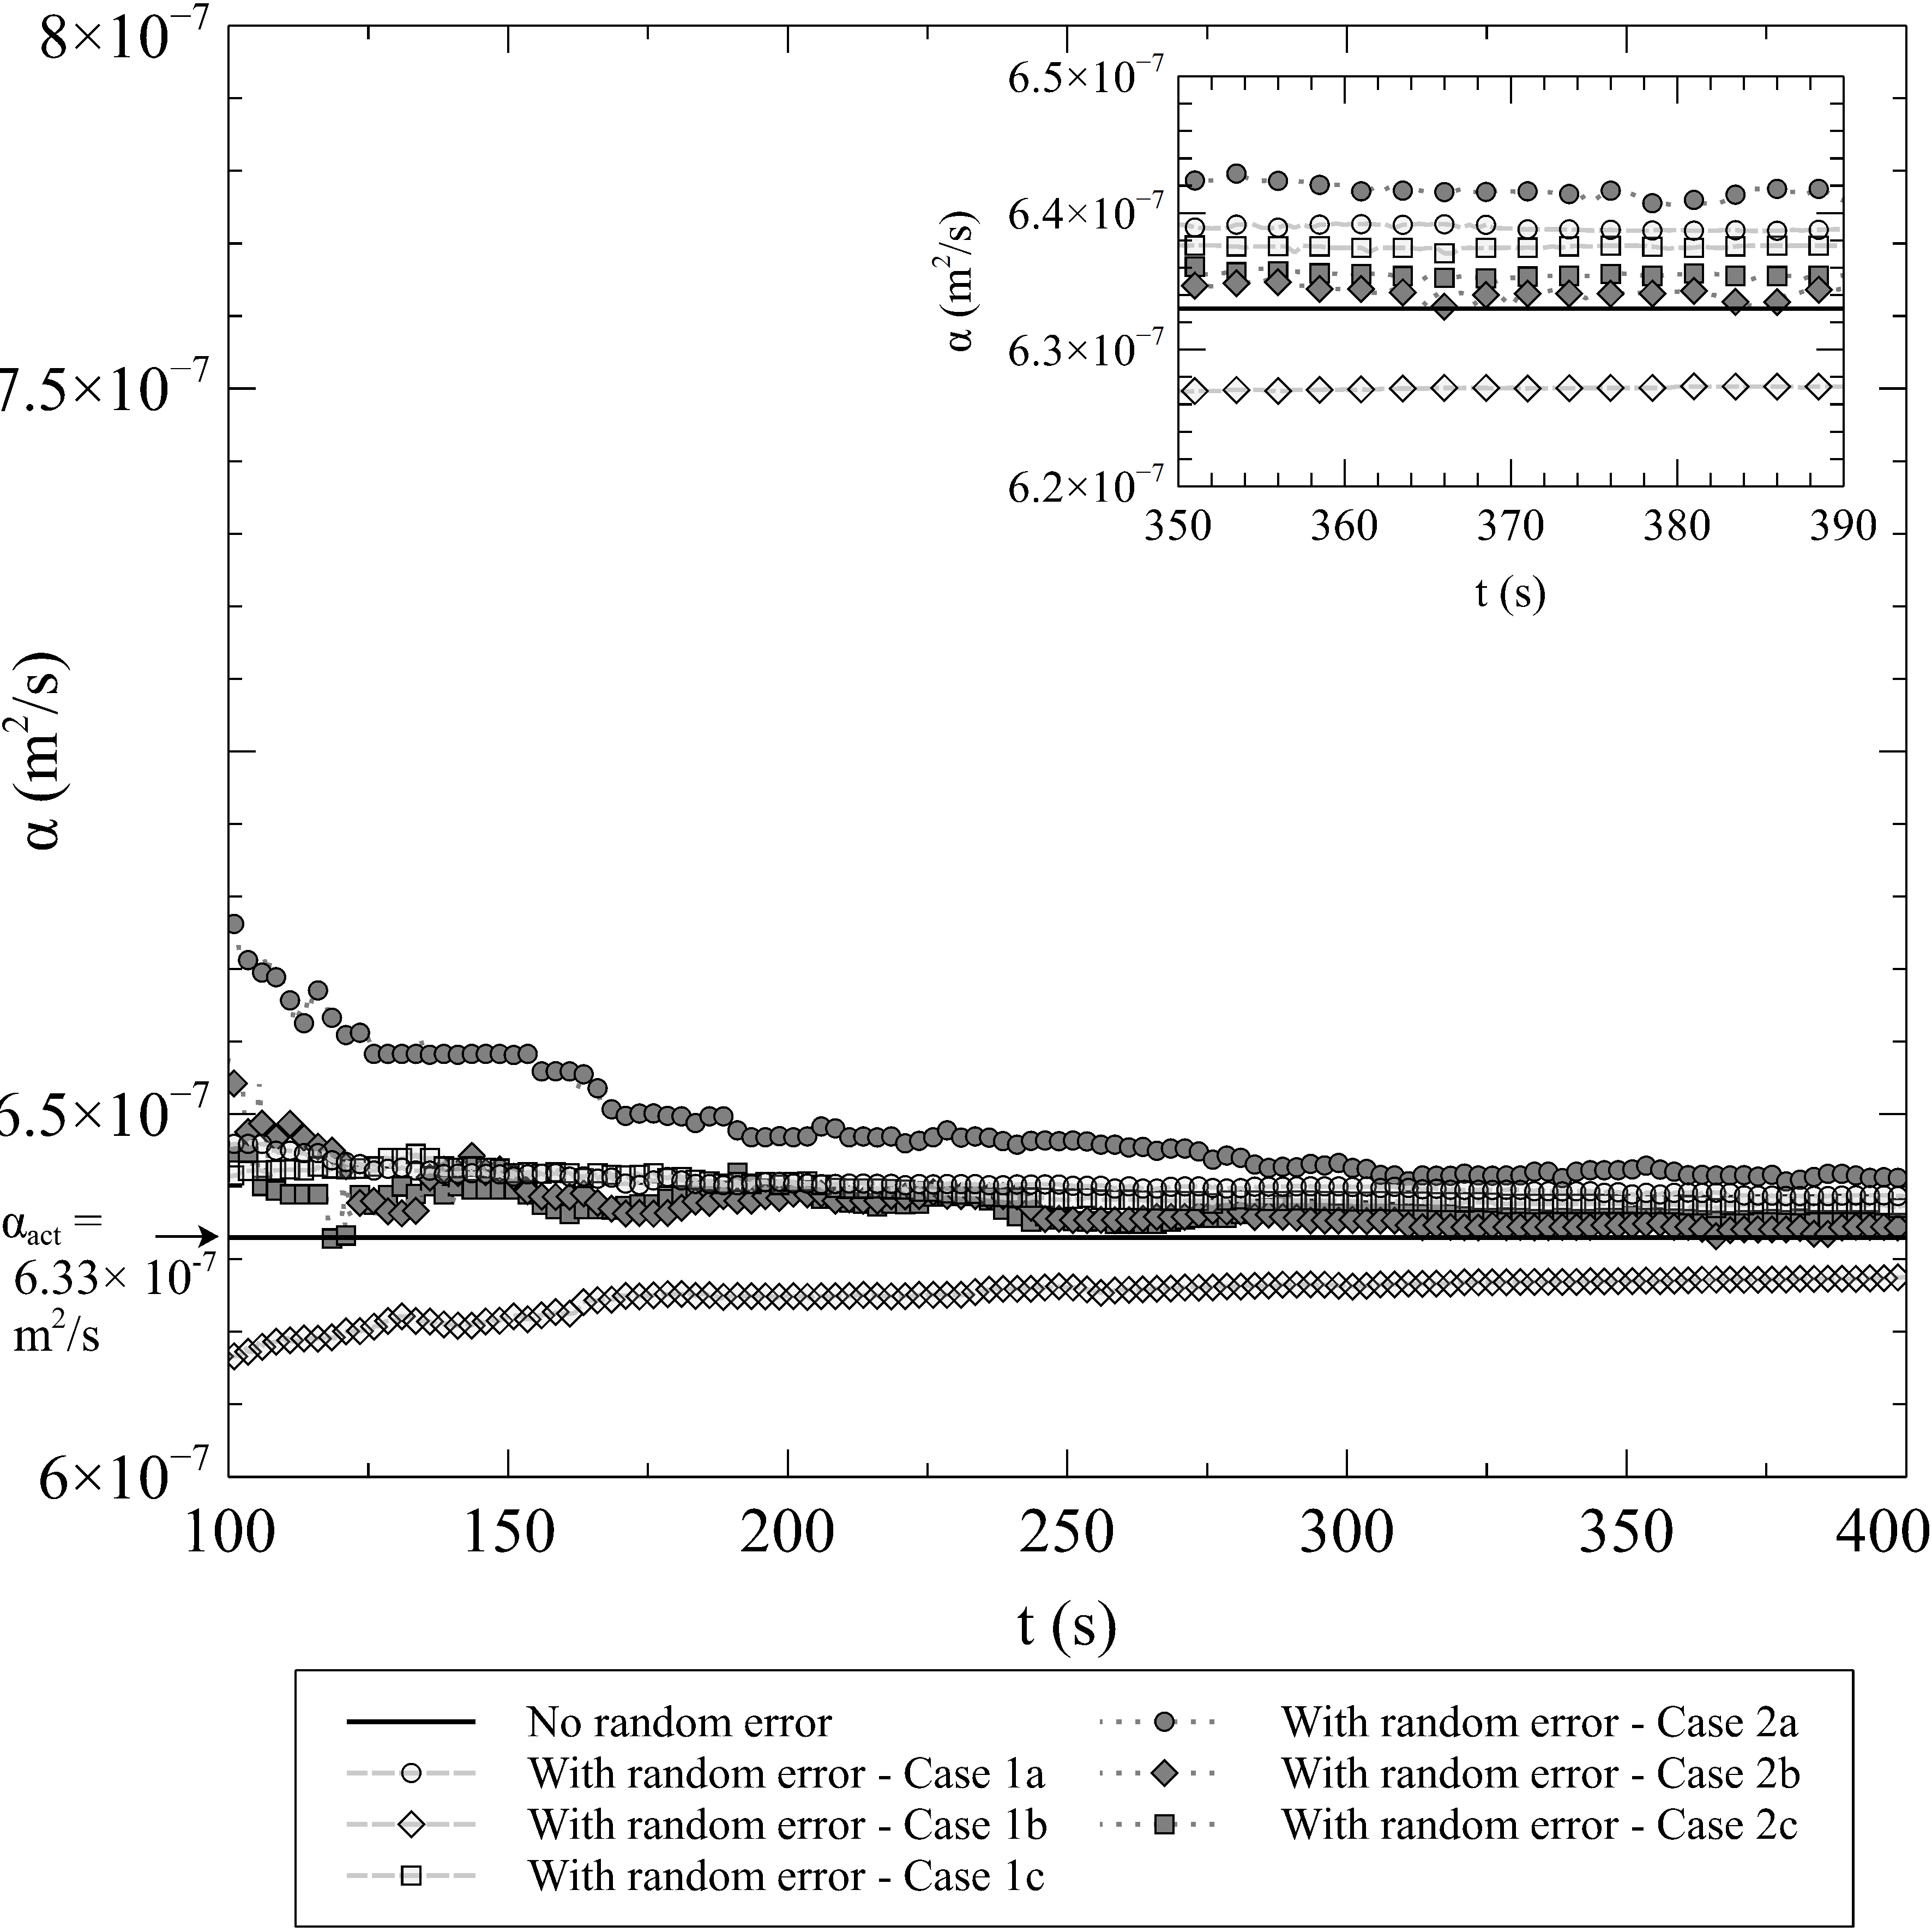 8×10⁻⁷
7.5×10⁻⁷
6.5×10⁻⁷
6×10⁻⁷
α (m²/s)
α_act =
6.33× 10⁻⁷
m²/s
6.5×10⁻⁷
6.4×10⁻⁷
6.3×10⁻⁷
6.2×10⁻⁷
α (m²/s)
350 360 370 380 390
t (s)
100 150 200 250 300 350 400
t (s)
No random error
With random error - Case 1a
With random error - Case 1b
With random error - Case 1c
With random error - Case 2a
With random error - Case 2b
With random error - Case 2c